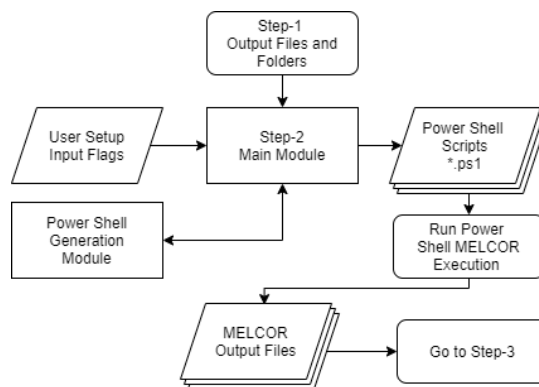 Step-1
Output Files and
Folders
User Setup
Input Flags
Step-2
Main Module
Power Shell
Scripts
*.ps1
Power Shell
Generation
Module
Run Power
Shell MELCOR
Execution
MELCOR
Output Files
Go to Step-3